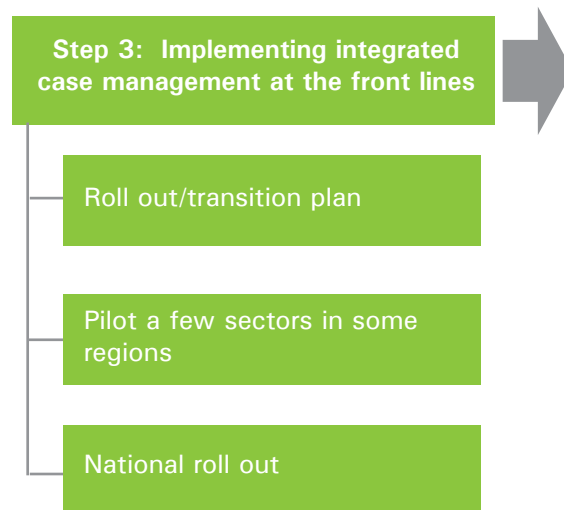 Step 3: Implementing integrated
case management at the front lines
Roll out/transition plan
Pilot a few sectors in some
regions
National roll out